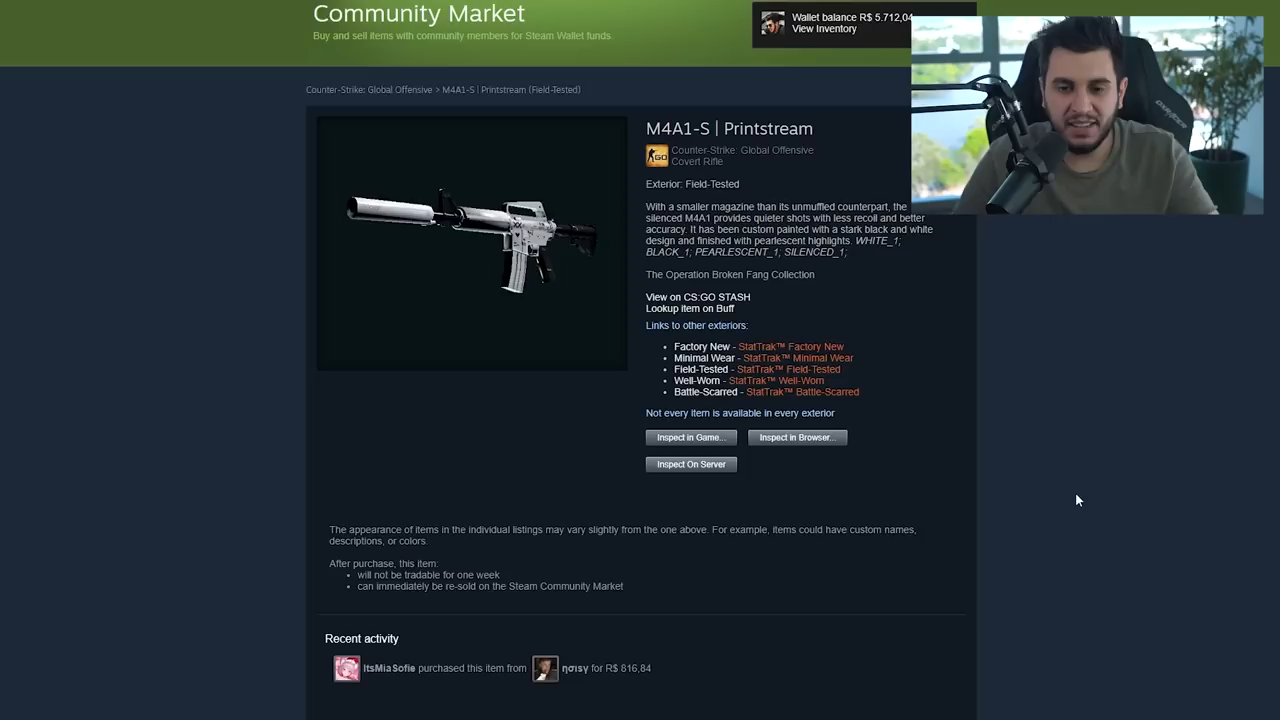 Community Market
Buy and sell items with community members for Steam Wallet funds.
Wallet balance R$ 5.712,04
View Inventory
Counter-Strike: Global Offensive > M4A1-S | Printstream (Field-Tested)
M4A1-S | Printstream
GO
Counter-Strike: Global Offensive
Covert Rifle
Exterior: Field-Tested
With a smaller magazine than its unmuffled counterpart, the
silenced M4A1 provides quieter shots with less recoil and better
accuracy. It has been custom painted with a stark black and white
design and finished with pearlescent highlights. WHITE_1;
BLACK_1; PEARLESCENT_1; SILENCED_1;
The Operation Broken Fang Collection
View on CS:GO STASH
Lookup item on Buff
Links to other exteriors:
• Factory New - StatTrak™ Factory New
• Minimal Wear - StatTrak™ Minimal Wear
• Field-Tested - StatTrak™ Field-Tested
• Well-Worn - StatTrak™ Well-Worn
• Battle-Scarred - StatTrak™ Battle-Scarred
Not every item is available in every exterior
Inspect in Game... Inspect in Browser...
Inspect On Server
The appearance of items in the individual listings may vary slightly from the one above. For example, items could have custom names,
descriptions, or colors.
After purchase, this item:
• will not be tradable for one week
• can immediately be re-sold on the Steam Community Market
Recent activity
ItsMiaSofie purchased this item from ησιѕγ for R$ 816,84